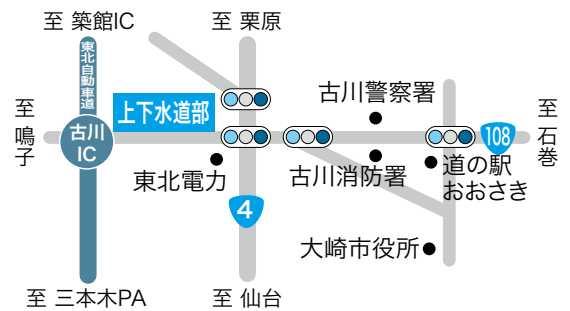 至 築館IC
至 栗原
東北自動車道
上下水道部
古川警察署
至 鳴子
古川
IC
108
至 石巻
東北電力
古川消防署
道の駅
おおさき
4
大崎市役所
至 三本木PA
至 仙台